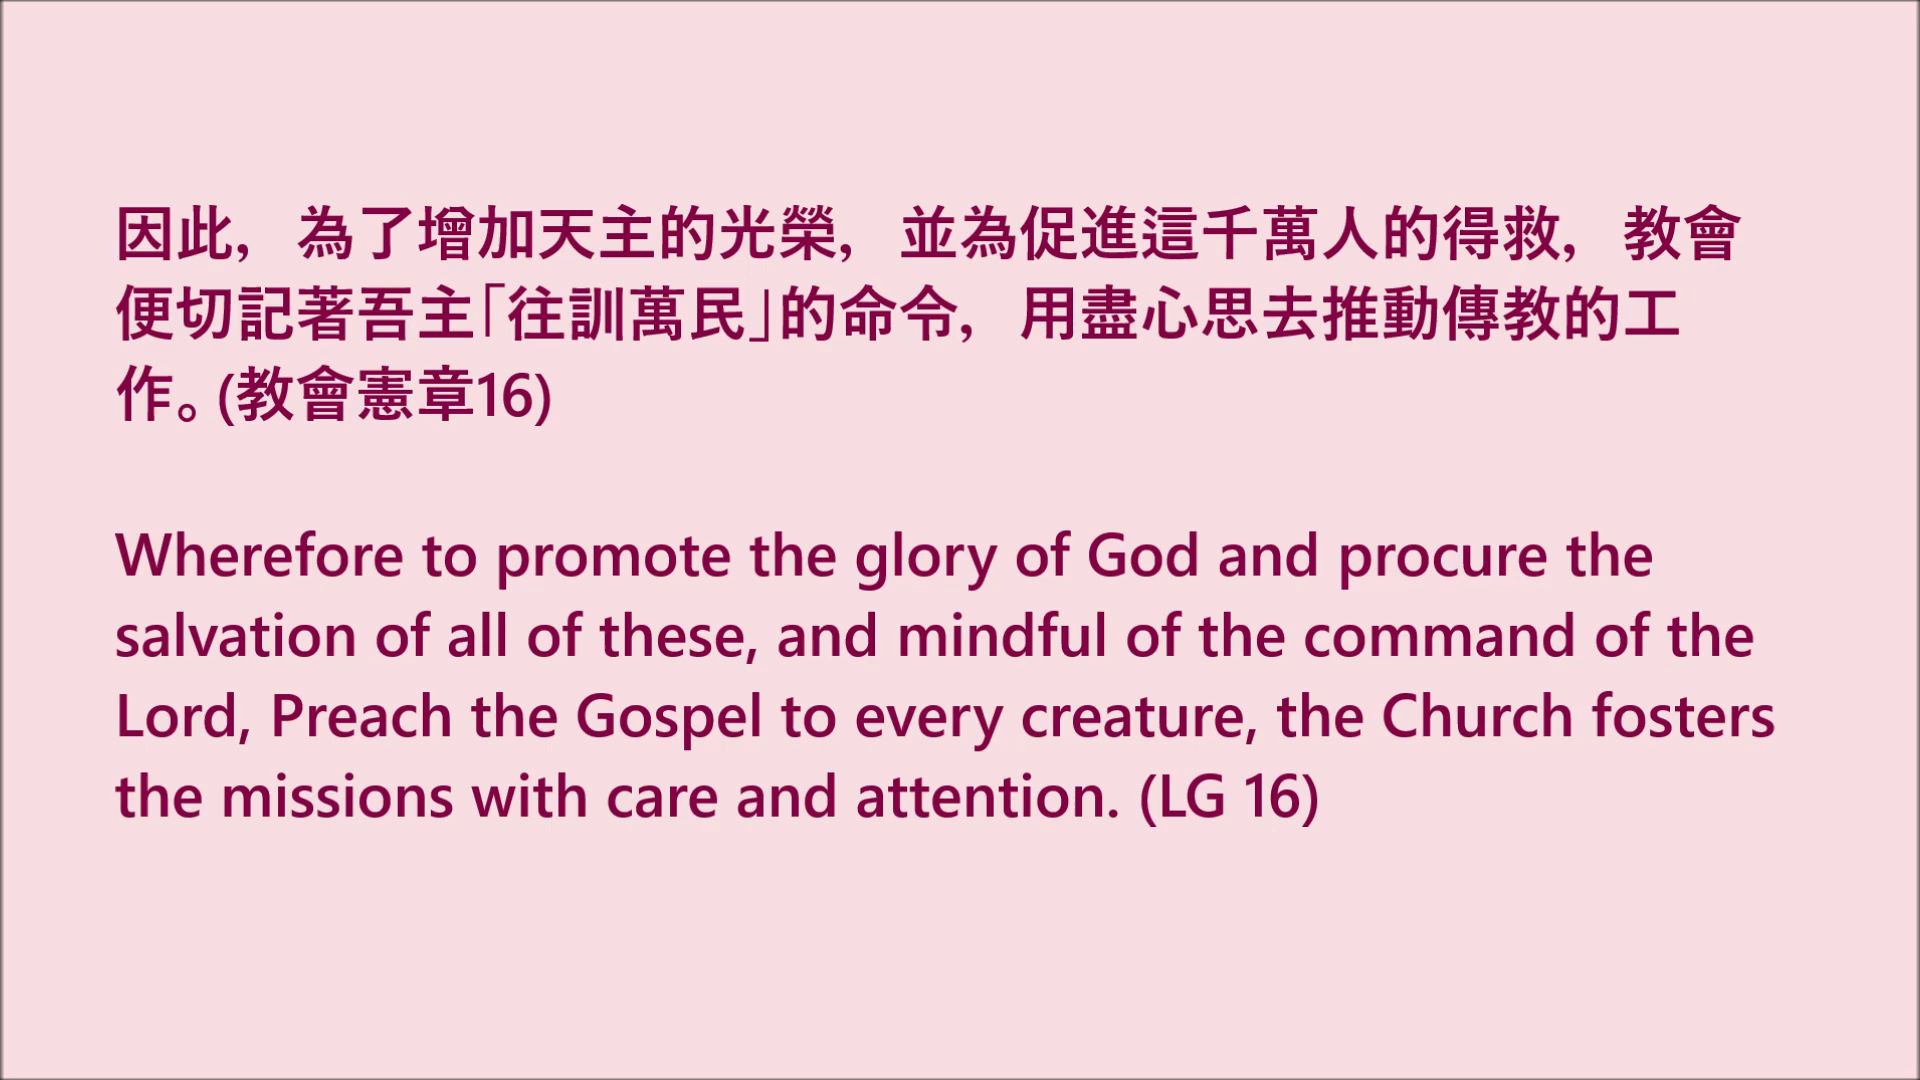 因此，為了增加天主的光榮，並為促進這千萬人的得救，教會
便切記著吾主「往訓萬民」的命令，用盡心思去推動傳教的工
作。(教會憲章16)
Wherefore to promote the glory of God and procure the
salvation of all of these, and mindful of the command of the
Lord, Preach the Gospel to every creature, the Church fosters
the missions with care and attention. (LG 16)